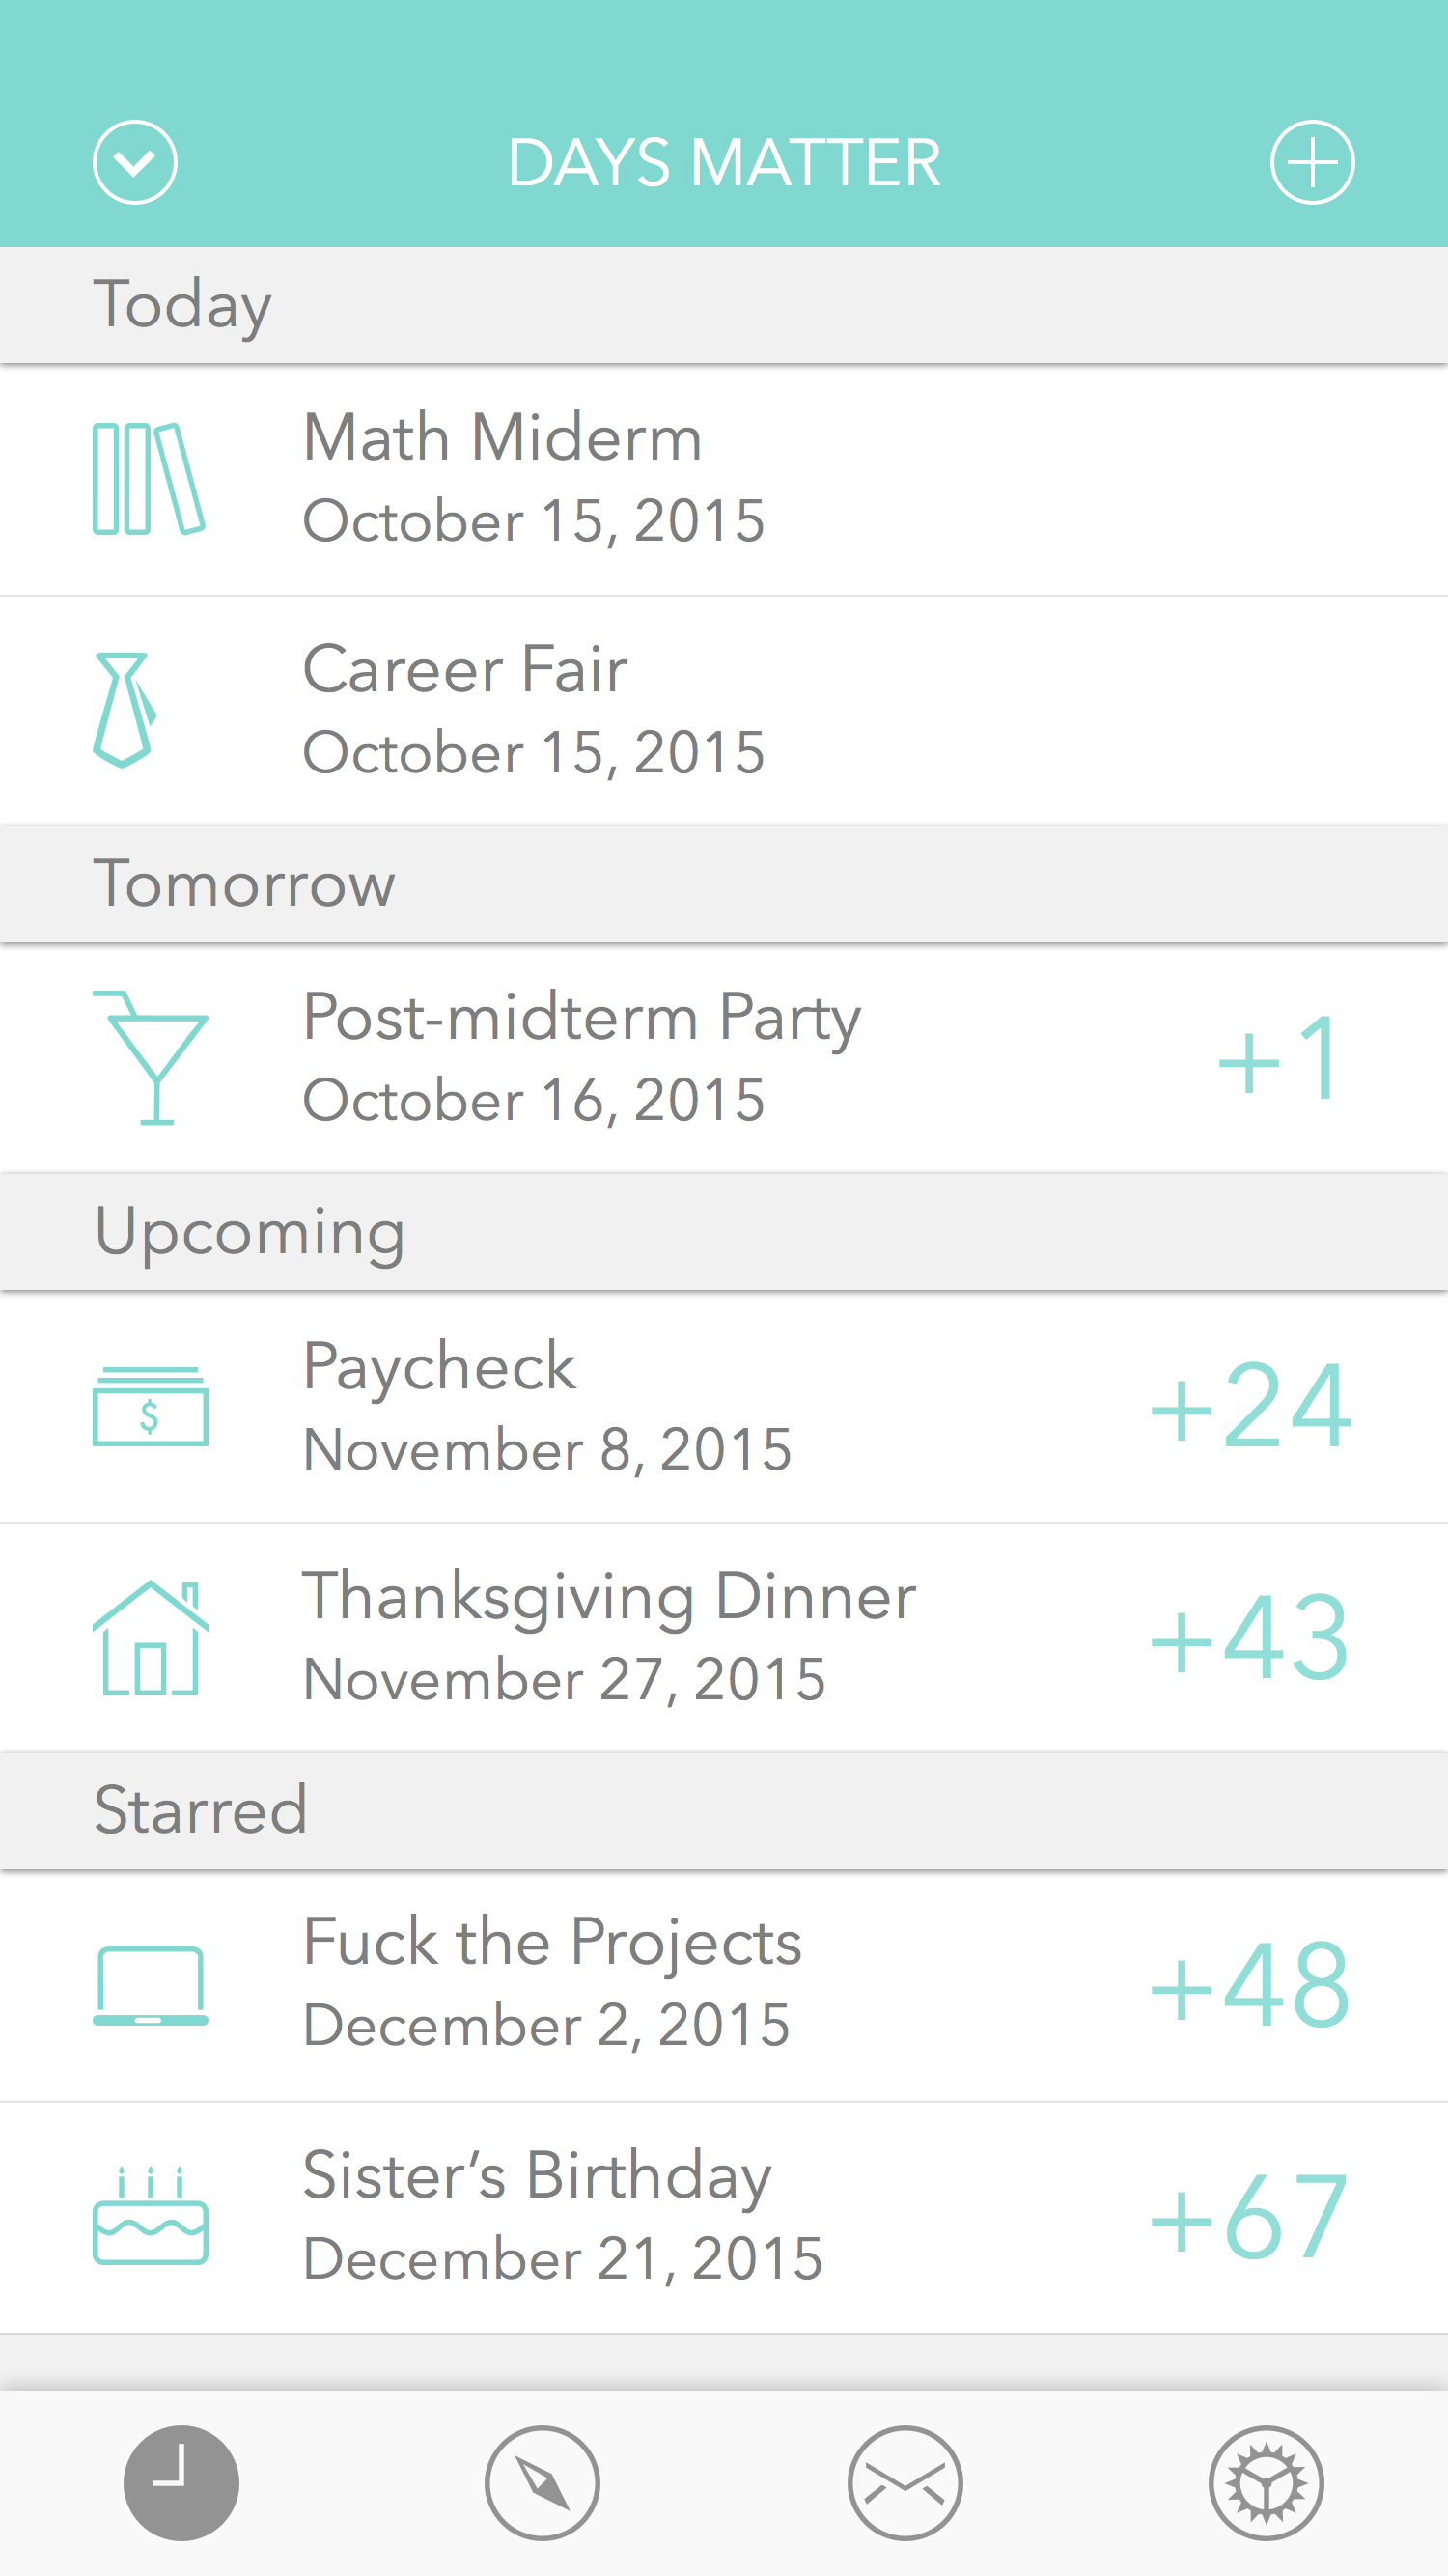 DAYS MATTER
Today
Math Miderm
October 15, 2015
Career Fair
October 15, 2015
Tomorrow
Post-midterm Party
October 16, 2015
+1
Upcoming
Paycheck
November 8, 2015
+24
$
Thanksgiving Dinner
November 27, 2015
+43
Starred
Fuck the Projects
December 2, 2015
+48
Sister’s Birthday
December 21, 2015
+67